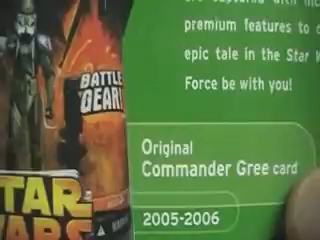 premium features to
epic tale in the Star
Force be with you!
BATTLE
GEAR!
Original
Commander Gree card
2005-2006
STAR
WARS